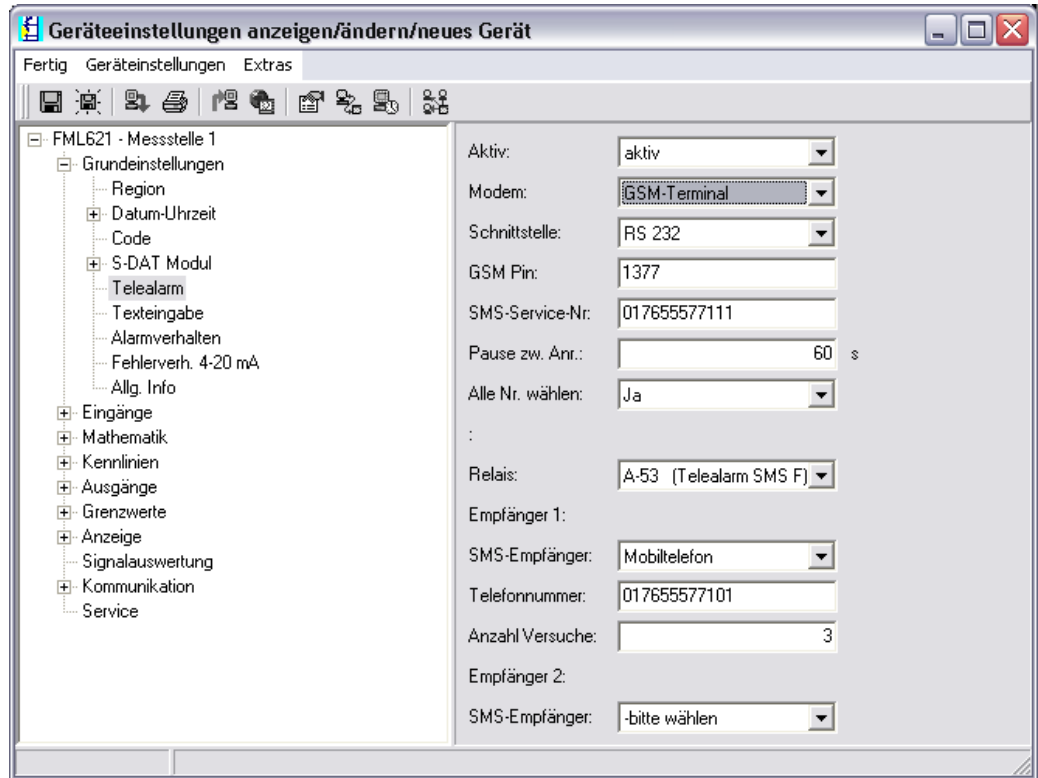 Geräteeinstellungen anzeigen/ändern/neues Gerät
Fertig Geräteinstellungen Extras
FML621 - Messstelle 1
Grundeinstellungen
Region
Datum-Uhrzeit
Code
S-DAT Modul
Telealarm
Texteingabe
Alarmverhalten
Fehlerverh. 4-20 mA
Allg. Info
Eingänge
Mathematik
Kennlinien
Ausgänge
Grenzwerte
Anzeige
Signalauswertung
Kommunikation
Service
Aktiv: aktiv
Modem: GSM-Terminal
Schnittstelle: RS 232
GSM Pin: 1377
SMS-Service-Nr: 017655577111
Pause zw. Anr.: 60 s
Alle Nr. wählen: Ja
:
Relais: A-53 (Telealarm SMS F)
Empfänger 1:
SMS-Empfänger: Mobiltelefon
Telefonnummer: 017655577101
Anzahl Versuche: 3
Empfänger 2:
SMS-Empfänger: -bitte wählen